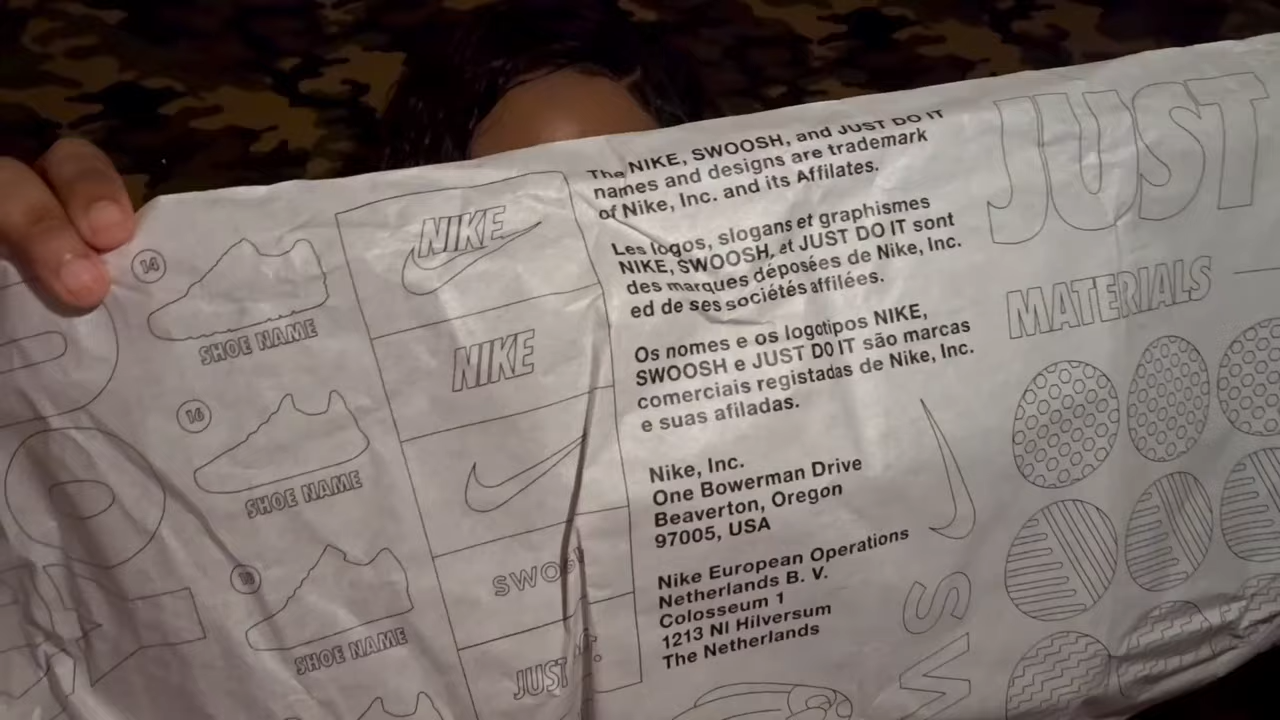 14
SHOE NAME
16
SHOE NAME
18
SHOE NAME
NIKE
NIKE
JUST
The NIKE, SWOOSH, and JUST DO IT
names and designs are trademark
of Nike, Inc. and its Affilates.
Les logos, slogans et graphismes
NIKE, SWOOSH, et JUST DO IT sont
des marques déposées de Nike, Inc.
ed de ses sociétés affilées.
Os nomes e os logotipos NIKE,
SWOOSH e JUST DO IT são marcas
comerciais registadas de Nike, Inc.
e suas afiladas.
Nike, Inc.
One Bowerman Drive
Beaverton, Oregon
97005, USA
Nike European Operations
Netherlands B. V.
Colosseum 1
1213 Nl Hilversum
The Netherlands
JUST
MATERIALS
SW